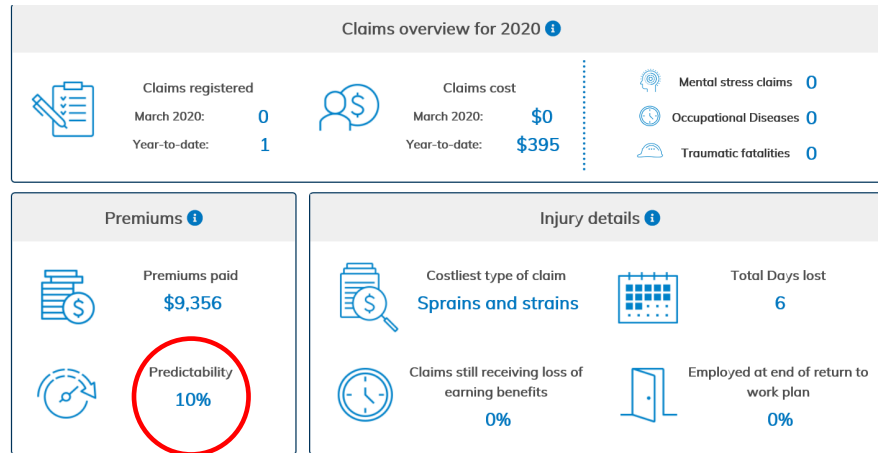 Claims overview for 2020
Claims registered
March 2020: 0
Year-to-date: 1
Claims cost
March 2020: $0
Year-to-date: $395
Mental stress claims 0
Occupational Diseases 0
Traumatic fatalities 0
Premiums
Premiums paid
$9,356
Predictability
10%
Injury details
Costliest type of claim
Sprains and strains
Total Days lost
6
Claims still receiving loss of
earning benefits
0%
Employed at end of return to
work plan
0%